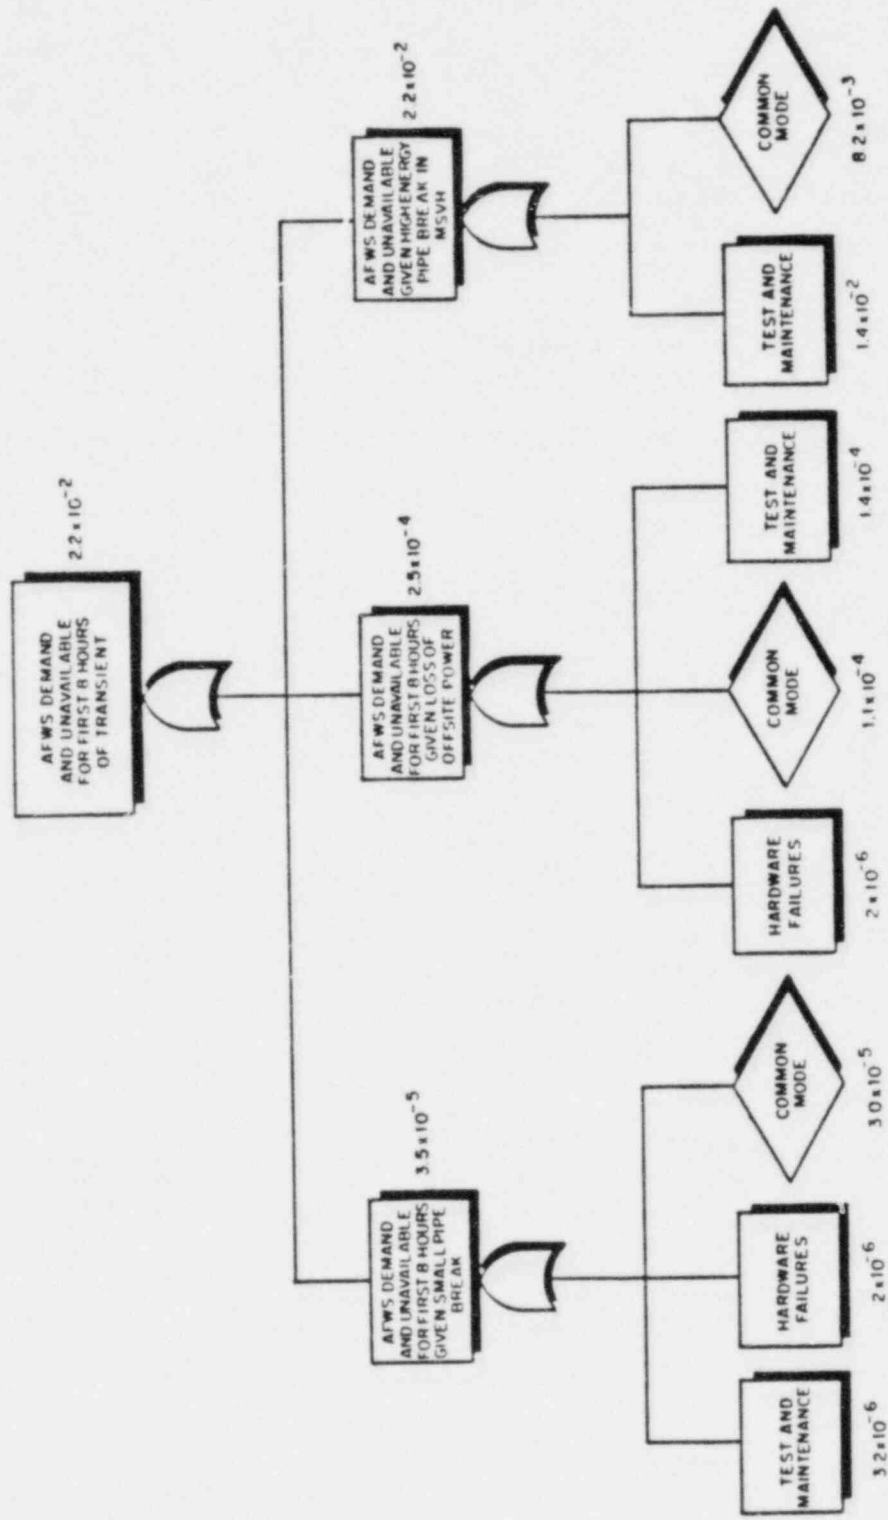 AFWS DEMAND
AND UNAVAILABLE
FOR FIRST 8 HOURS
OF TRANSIENT
2.2x10-2
AFWS DEMAND
AND UNAVAILABLE
FOR FIRST 8 HOURS
GIVEN SMALL PIPE
BREAK
3.5x10-5
AFWS DEMAND
AND UNAVAILABLE
FOR FIRST 8 HOURS
GIVEN LOSS OF
OFFSITE POWER
2.5x10-4
AFWS DEMAND
AND UNAVAILABLE
GIVEN HIGH ENERGY
PIPE BREAK IN
MSVH
2.2x10-2
TEST AND
MAINTENANCE
3.2x10-6
HARDWARE
FAILURES
2x10-6
COMMON
MODE
3.0x10-5
HARDWARE
FAILURES
2x10-6
COMMON
MODE
1.1x10-4
TEST AND
MAINTENANCE
1.4x10-4
TEST AND
MAINTENANCE
1.4x10-2
COMMON
MODE
8.2x10-3